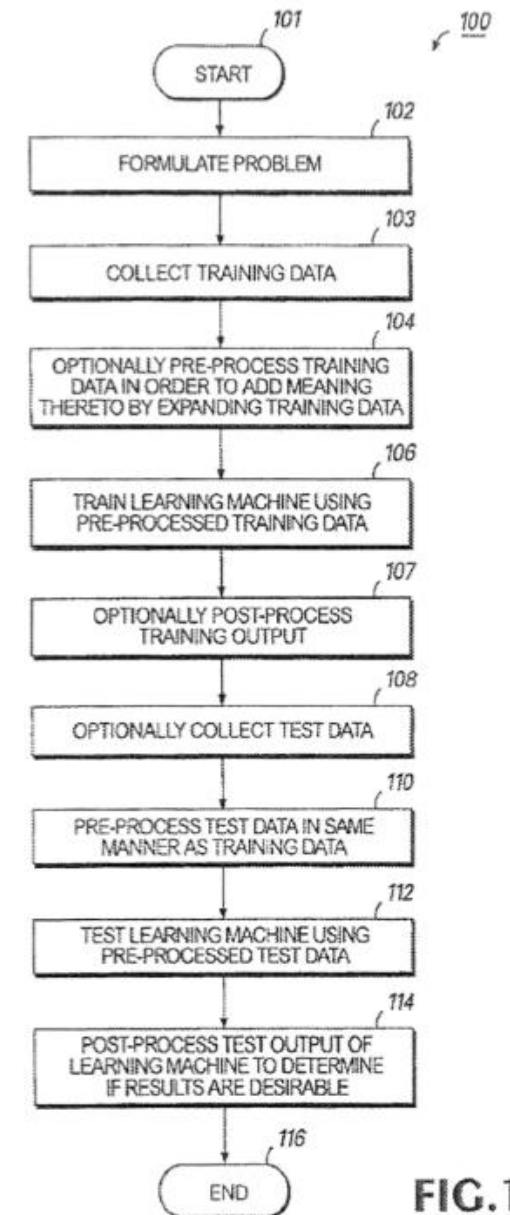 101
100
START
102
FORMULATE PROBLEM
103
COLLECT TRAINING DATA
104
OPTIONALLY PRE-PROCESS TRAINING
DATA IN ORDER TO ADD MEANING
THERETO BY EXPANDING TRAINING DATA
106
TRAIN LEARNING MACHINE USING
PRE-PROCESSED TRAINING DATA
107
OPTIONALLY POST-PROCESS
TRAINING OUTPUT
108
OPTIONALLY COLLECT TEST DATA
110
PRE-PROCESS TEST DATA IN SAME
MANNER AS TRAINING DATA
112
TEST LEARNING MACHINE USING
PRE-PROCESSED TEST DATA
114
POST-PROCESS TEST OUTPUT OF
LEARNING MACHINE TO DETERMINE
IF RESULTS ARE DESIRABLE
116
END
FIG.1